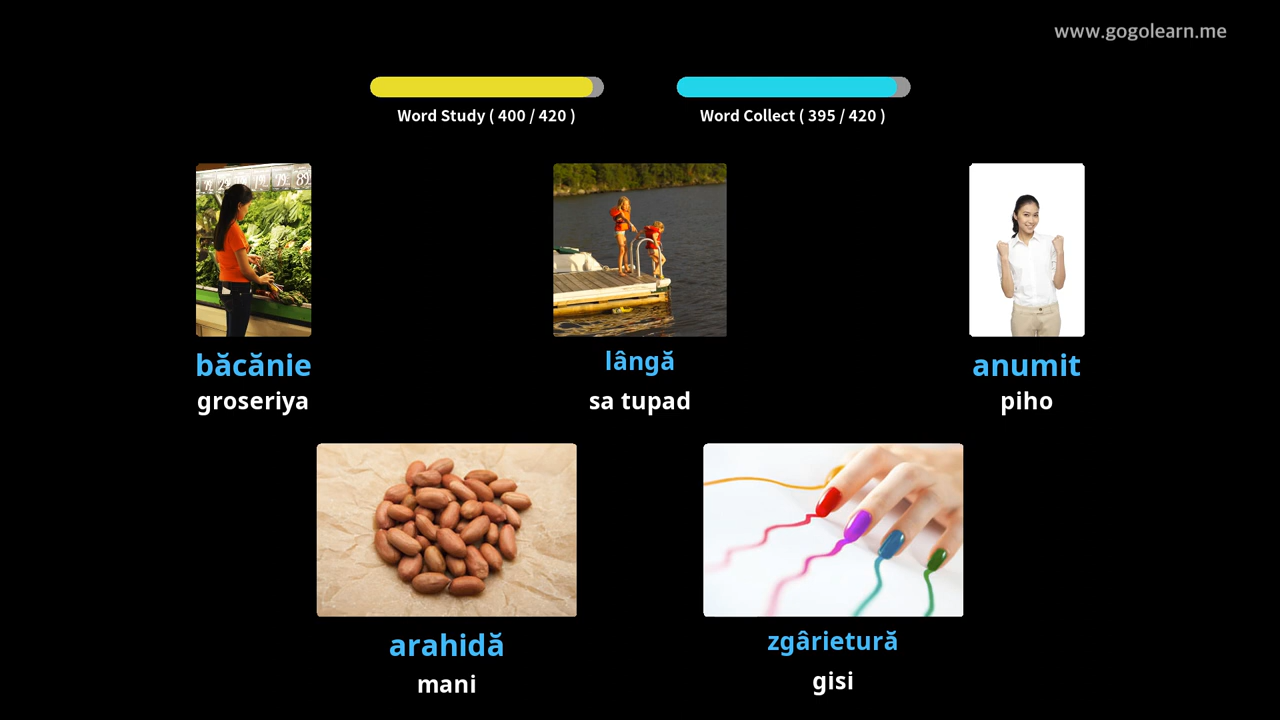 www.gogolearn.me
Word Study ( 400 / 420 )
Word Collect ( 395 / 420 )
băcănie
groseriya
lângă
sa tupad
anumit
piho
arahidă
mani
zgârietură
gisi